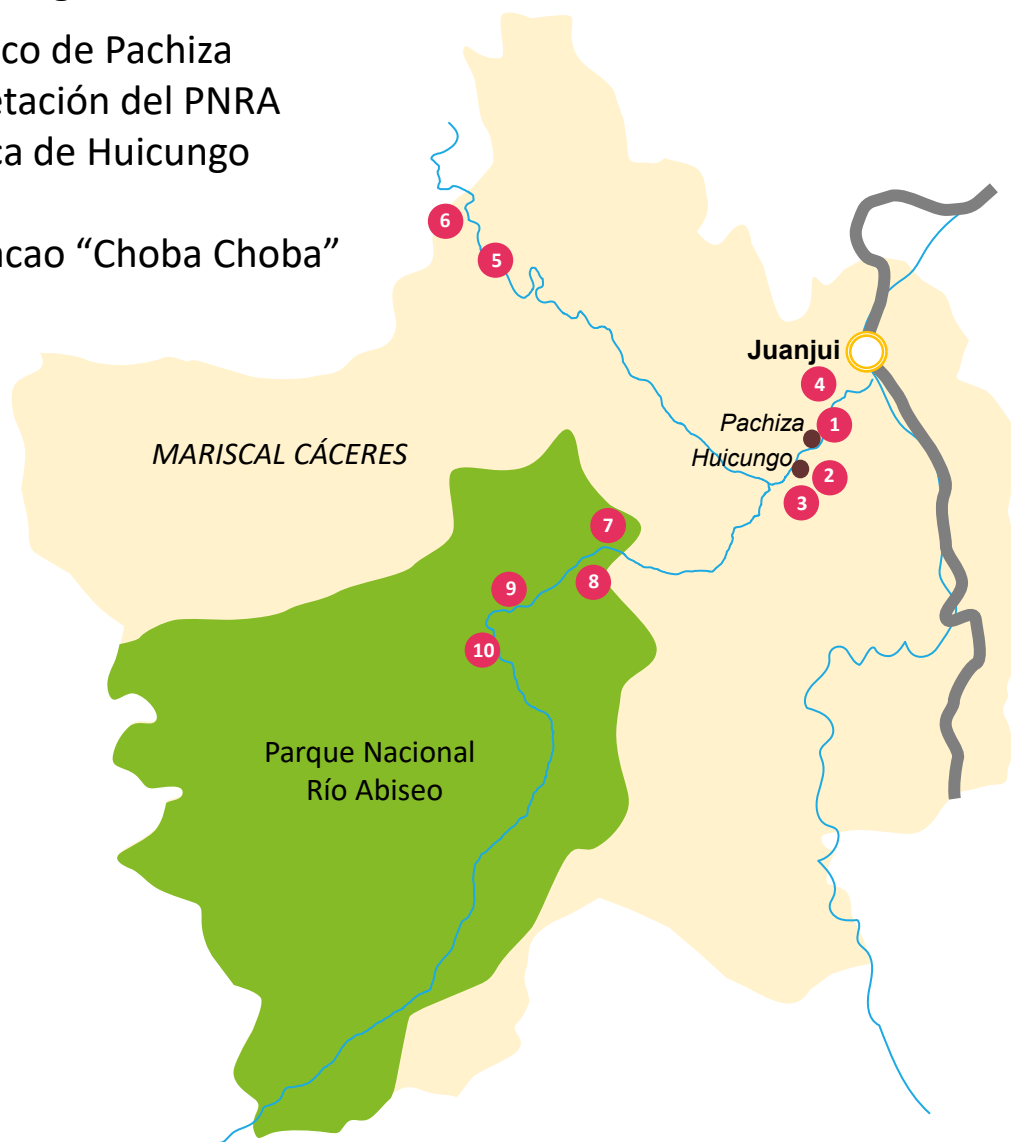 co de Pachiza
etación del PNRA
ca de Huicungo
acao “Choba Choba”
6
5
Juanjui
4
Pachiza
1
Huicungo
2
3
MARISCAL CÁCERES
7
8
9
10
Parque Nacional
Río Abiseo